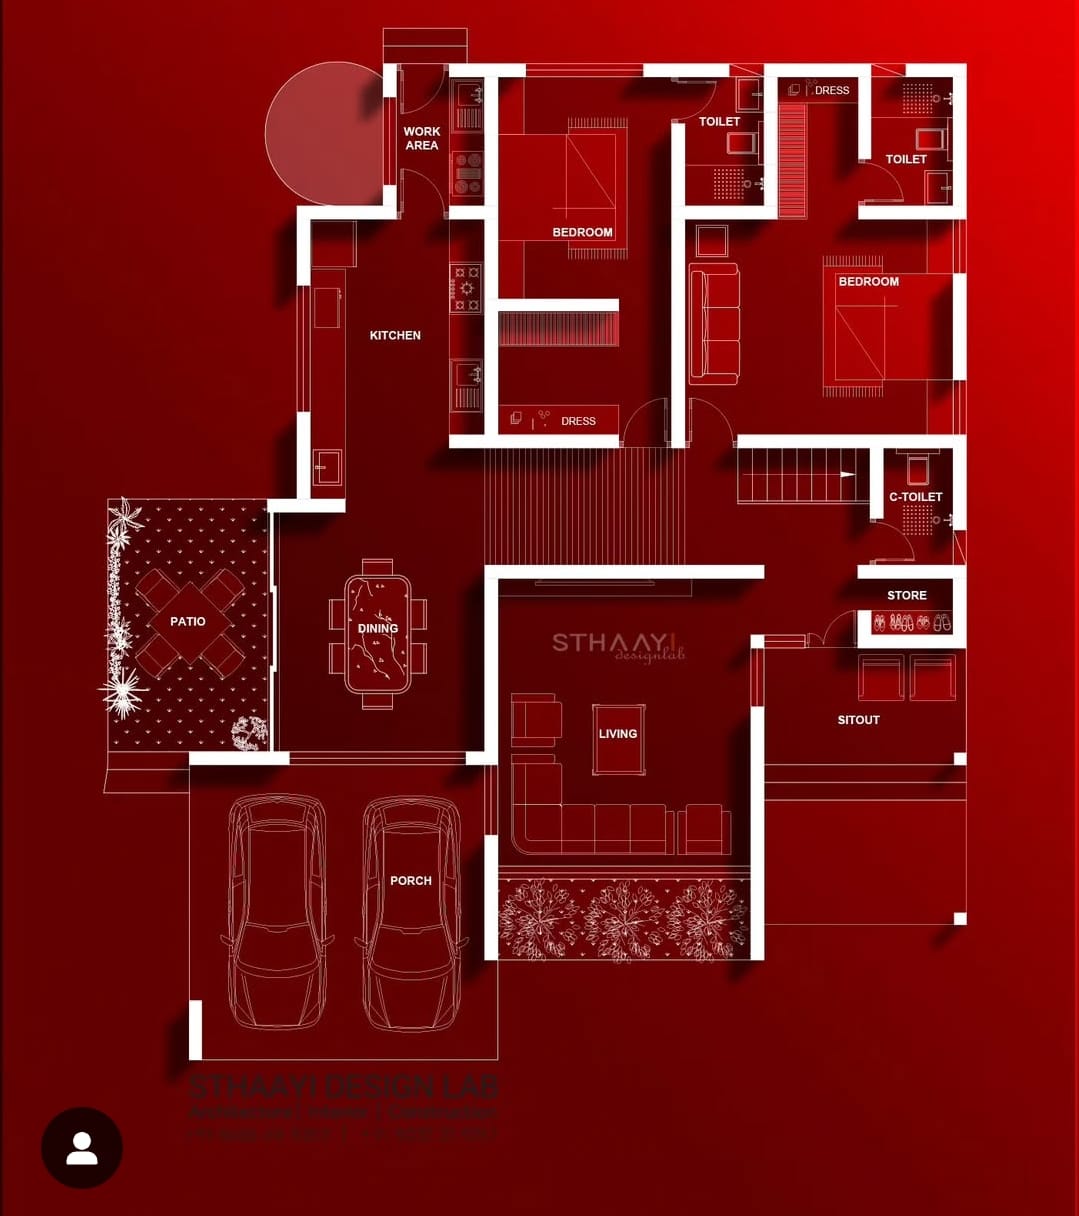 DRESS
WORK
AREA
TOILET
TOILET
BEDROOM
BEDROOM
KITCHEN
DRESS
C-TOILET
STORE
PATIO
DINING
STHAAYI
designlab
SITOUT
LIVING
PORCH
STHAAYI DESIGN LAB
Architecture | Interior | Construction